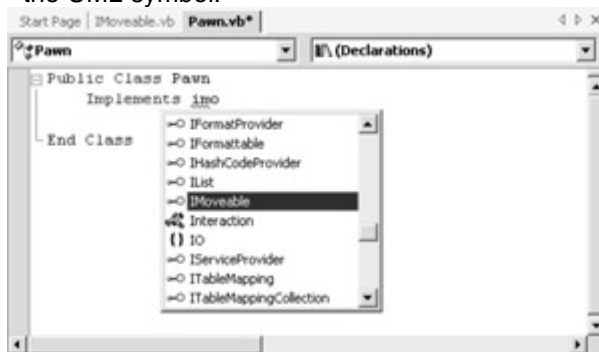 the UML symbol.
Start Page | IMoveable.vb Pawn.vb*
Pawn (Declarations)
Public Class Pawn
Implements imo
End Class
IFormatProvider
IFormattable
IHashCodeProvider
IList
IMoveable
Interaction
{} IO
IServiceProvider
ITableMapping
ITableMappingCollection